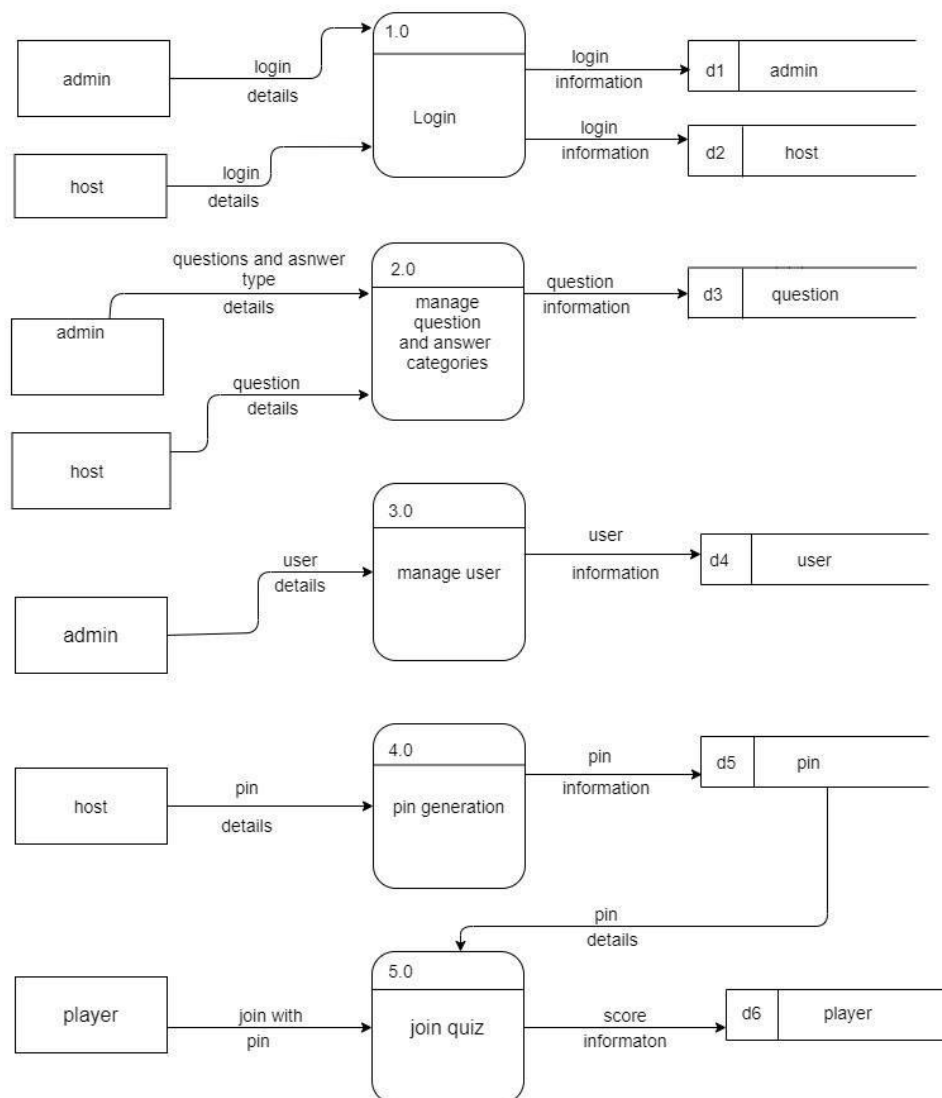 1.0
admin
login
details
Login
login
information
d1
admin
login
information
d2
host
host
login
details
questions and asnwer
type
details
2.0
manage
question
and answer
categories
question
information
d3
question
admin
question
details
host
3.0
manage user
user
details
admin
user
information
d4
user
4.0
pin generation
host
pin
details
pin
information
d5
pin
pin
details
5.0
join quiz
player
join with
pin
score
informaton
d6
player